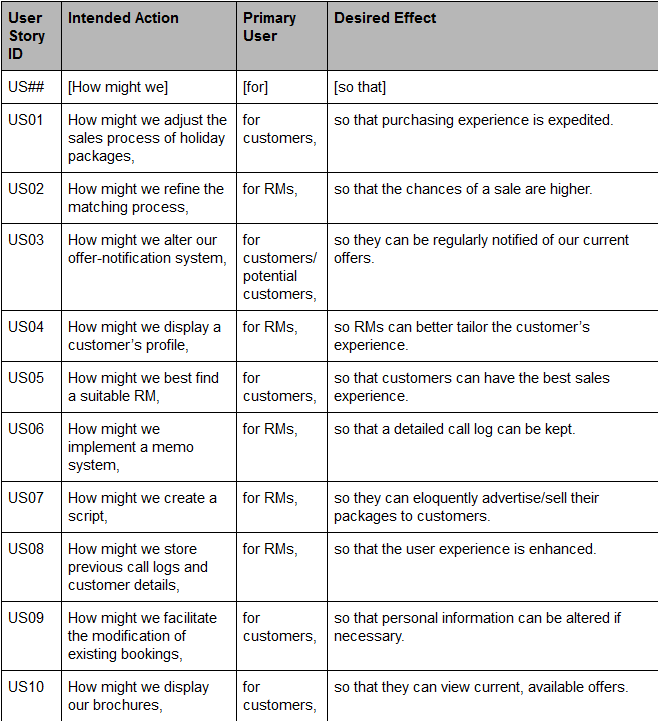 User Story ID | Intended Action | Primary User | Desired Effect
US## | [How might we] | [for] | [so that]
US01 | How might we adjust the sales process of holiday packages, | for customers, | so that purchasing experience is expedited.
US02 | How might we refine the matching process, | for RMs, | so that the chances of a sale are higher.
US03 | How might we alter our offer-notification system, | for customers/ potential customers, | so they can be regularly notified of our current offers.
US04 | How might we display a customer’s profile, | for RMs, | so RMs can better tailor the customer’s experience.
US05 | How might we best find a suitable RM, | for customers, | so that customers can have the best sales experience.
US06 | How might we implement a memo system, | for RMs, | so that a detailed call log can be kept.
US07 | How might we create a script, | for RMs, | so they can eloquently advertise/sell their packages to customers.
US08 | How might we store previous call logs and customer details, | for RMs, | so that the user experience is enhanced.
US09 | How might we facilitate the modification of existing bookings, | for customers, | so that personal information can be altered if necessary.
US10 | How might we display our brochures, | for customers, | so that they can view current, available offers.